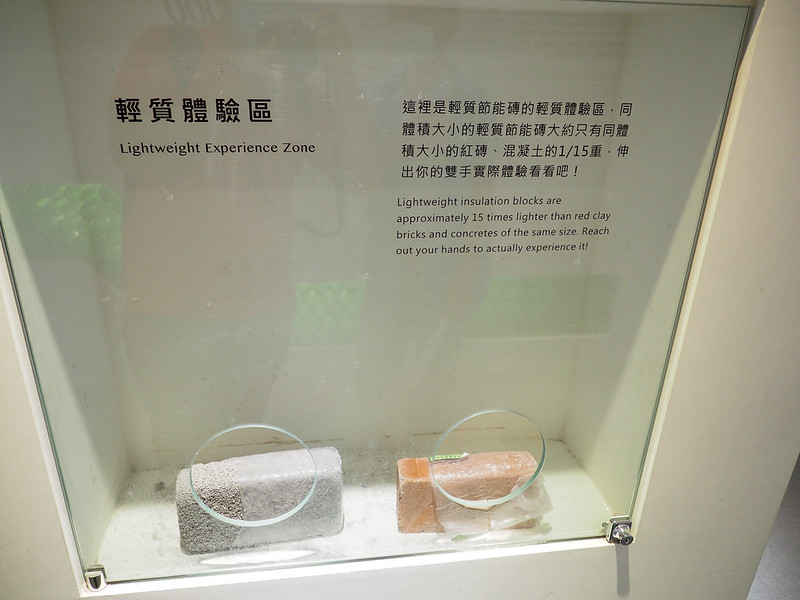 輕質體驗區
Lightweight Experience Zone
這裡是輕質節能磚的輕質體驗區，同
體積大小的輕質節能磚大約只有同體
積大小的紅磚、混凝土的1/15重，伸
出你的雙手實際體驗看看吧！
Lightweight insulation blocks are
approximately 15 times lighter than red clay
bricks and concretes of the same size. Reach
out your hands to actually experience it!